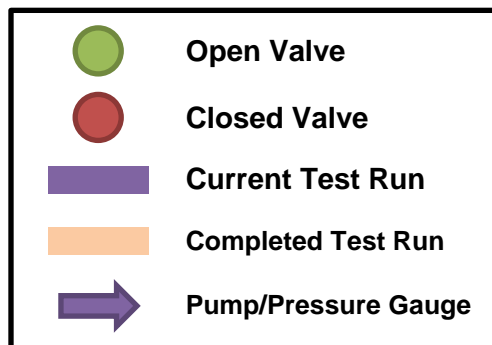 Open Valve
Closed Valve
Current Test Run
Completed Test Run
Pump/Pressure Gauge